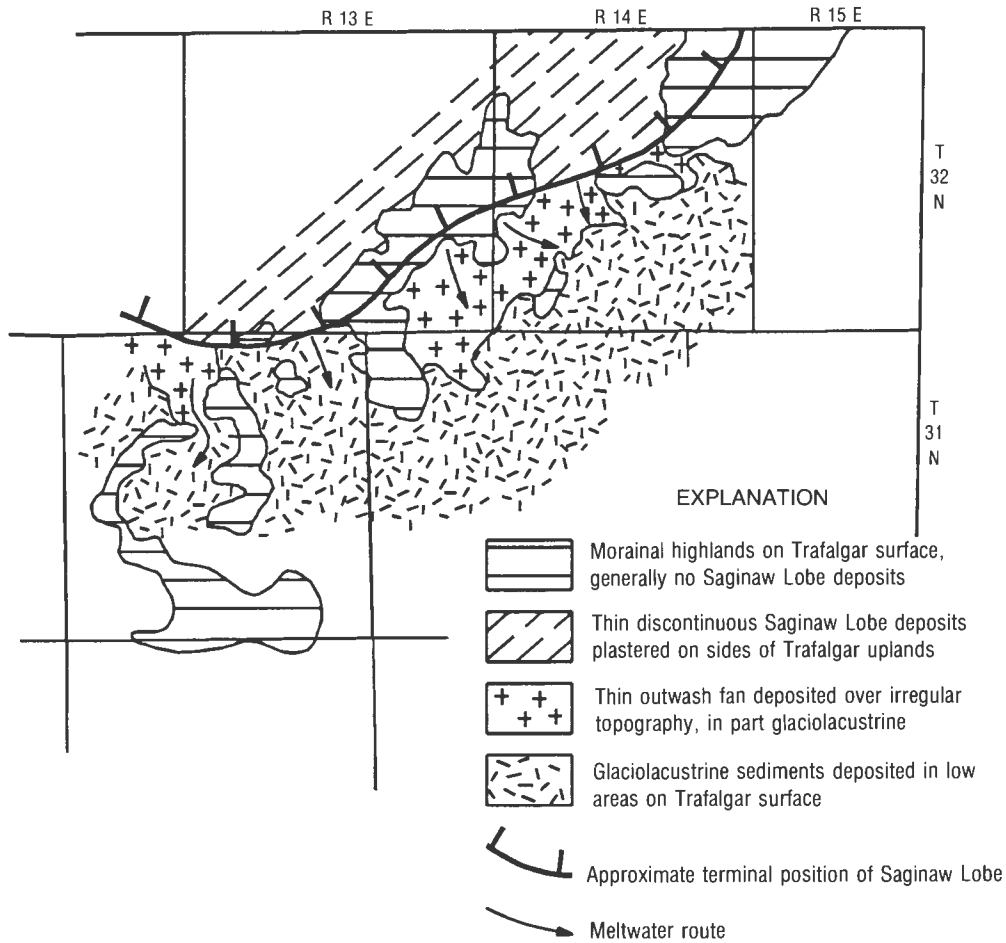 R 13 E
R 14 E
R 15 E
T
32
N
T
31
N
EXPLANATION
Morainal highlands on Trafalgar surface,
generally no Saginaw Lobe deposits
Thin discontinuous Saginaw Lobe deposits
plastered on sides of Trafalgar uplands
Thin outwash fan deposited over irregular
topography, in part glaciolacustrine
Glaciolacustrine sediments deposited in low
areas on Trafalgar surface
Approximate terminal position of Saginaw Lobe
Meltwater route